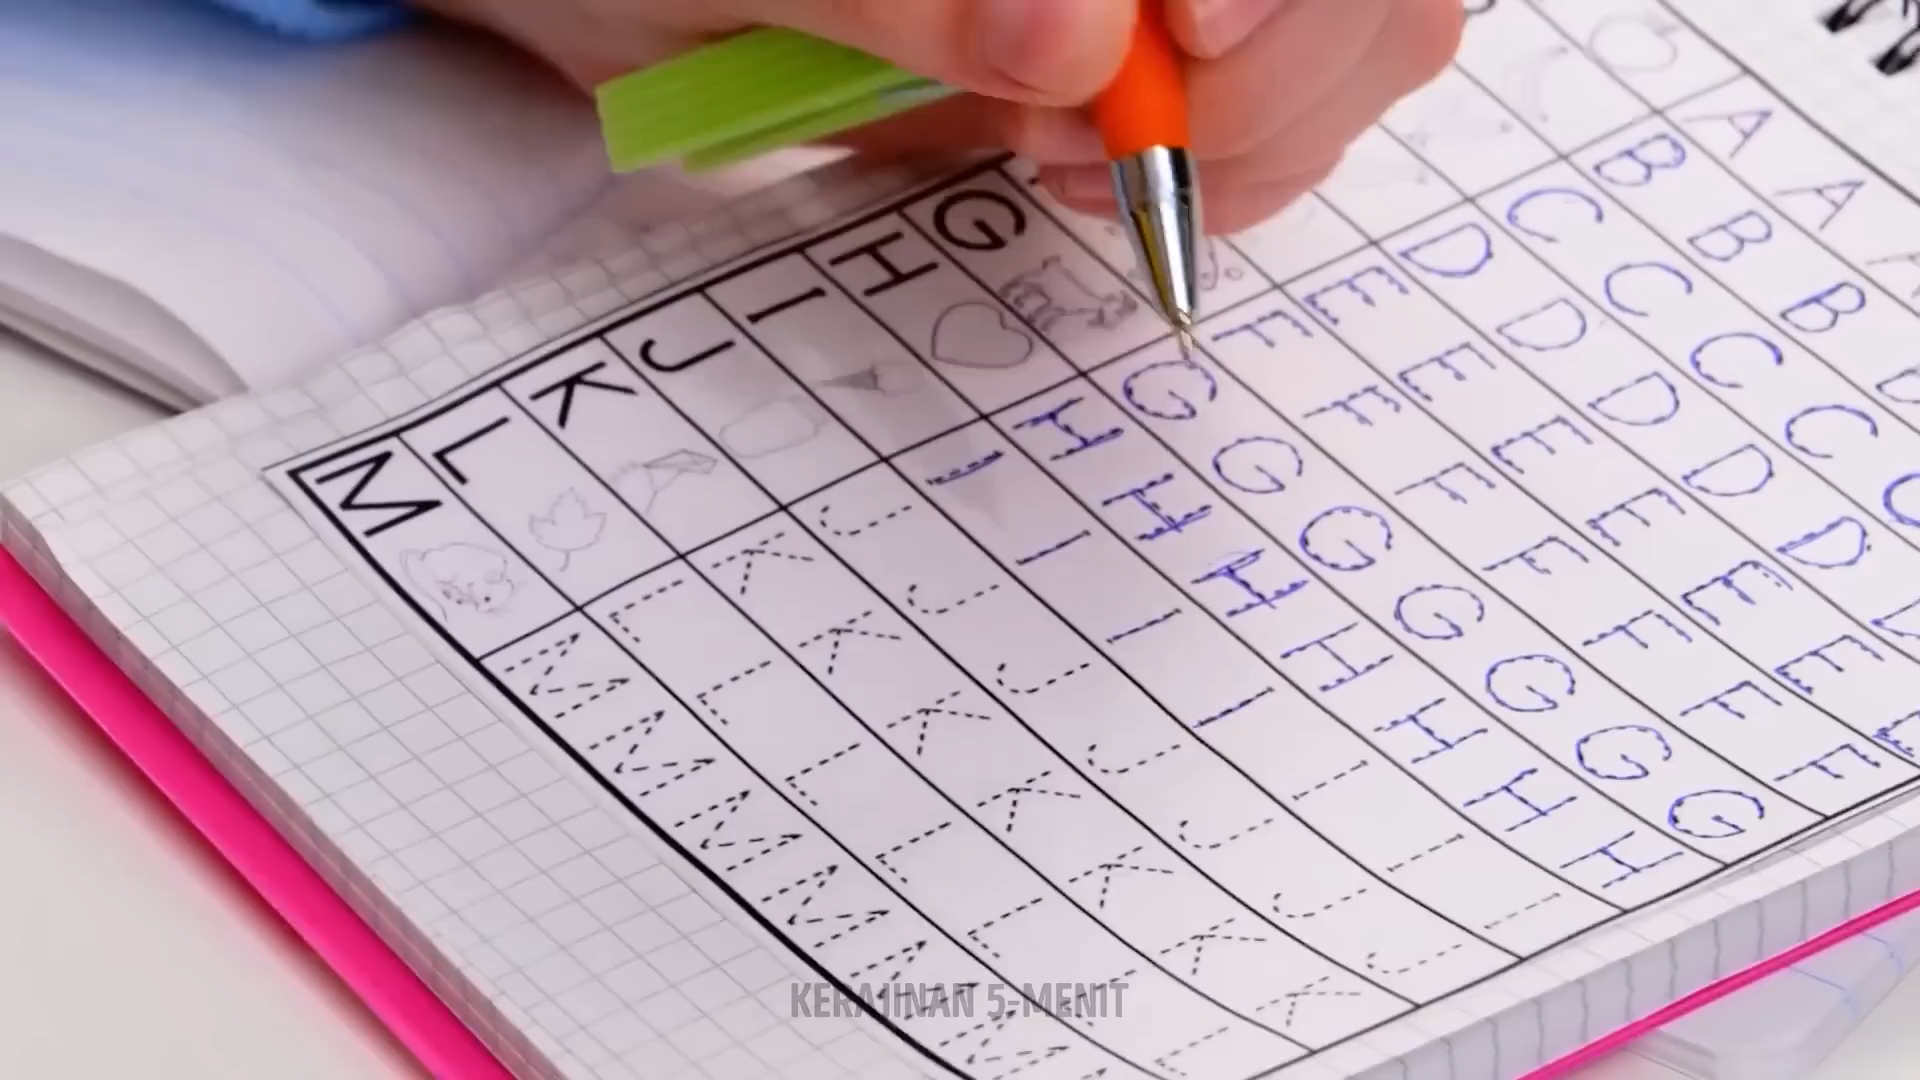 A A A
B B B B
C C C C C
D D D D D D
E E E E E E E
F F F F F F F
G G G G G G G G
H H H H H H H H
I I I I I I I I
J J J J J J J J
K K K K K K K K
L L L L L L L L
M M M M M M M
KERAJINAN 5-MENIT